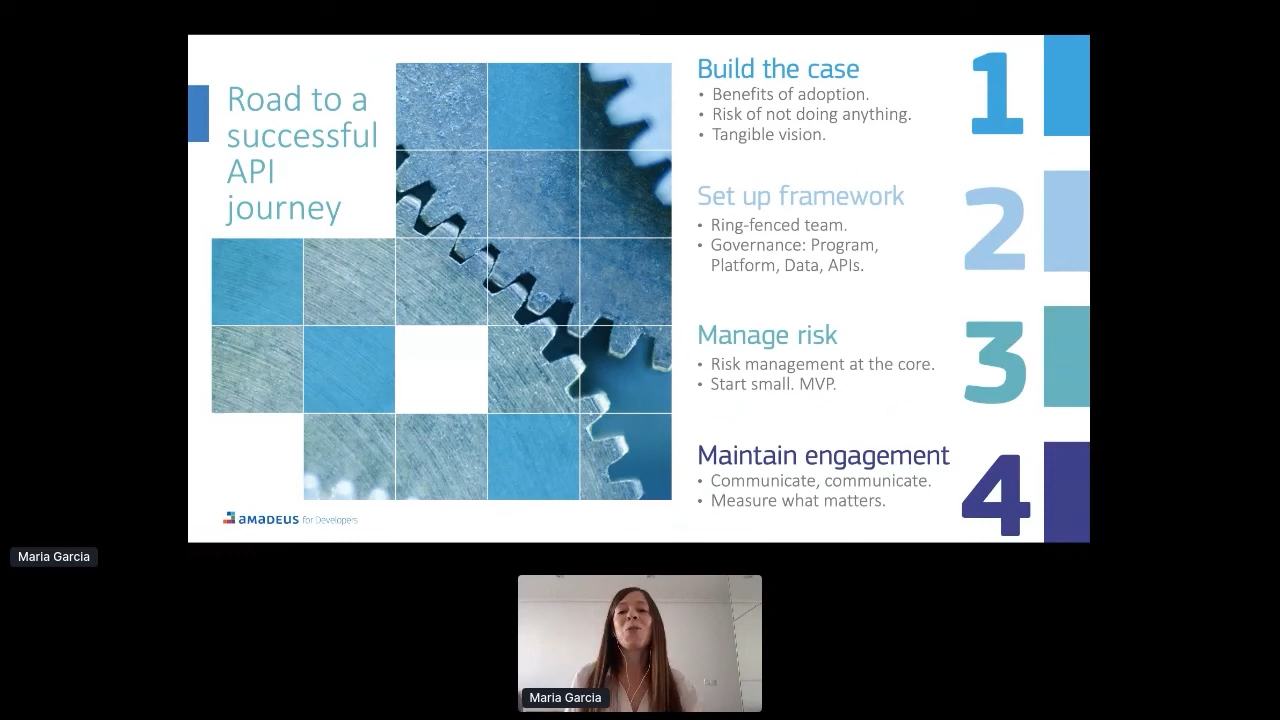 Road to a
successful
API
journey
Build the case
• Benefits of adoption.
• Risk of not doing anything.
• Tangible vision.
1
Set up framework
• Ring-fenced team.
• Governance: Program,
Platform, Data, APIs.
2
Manage risk
• Risk management at the core.
• Start small. MVP.
3
Maintain engagement
• Communicate, communicate.
• Measure what matters.
4
amadeus for Developers
Maria Garcia
Maria Garcia